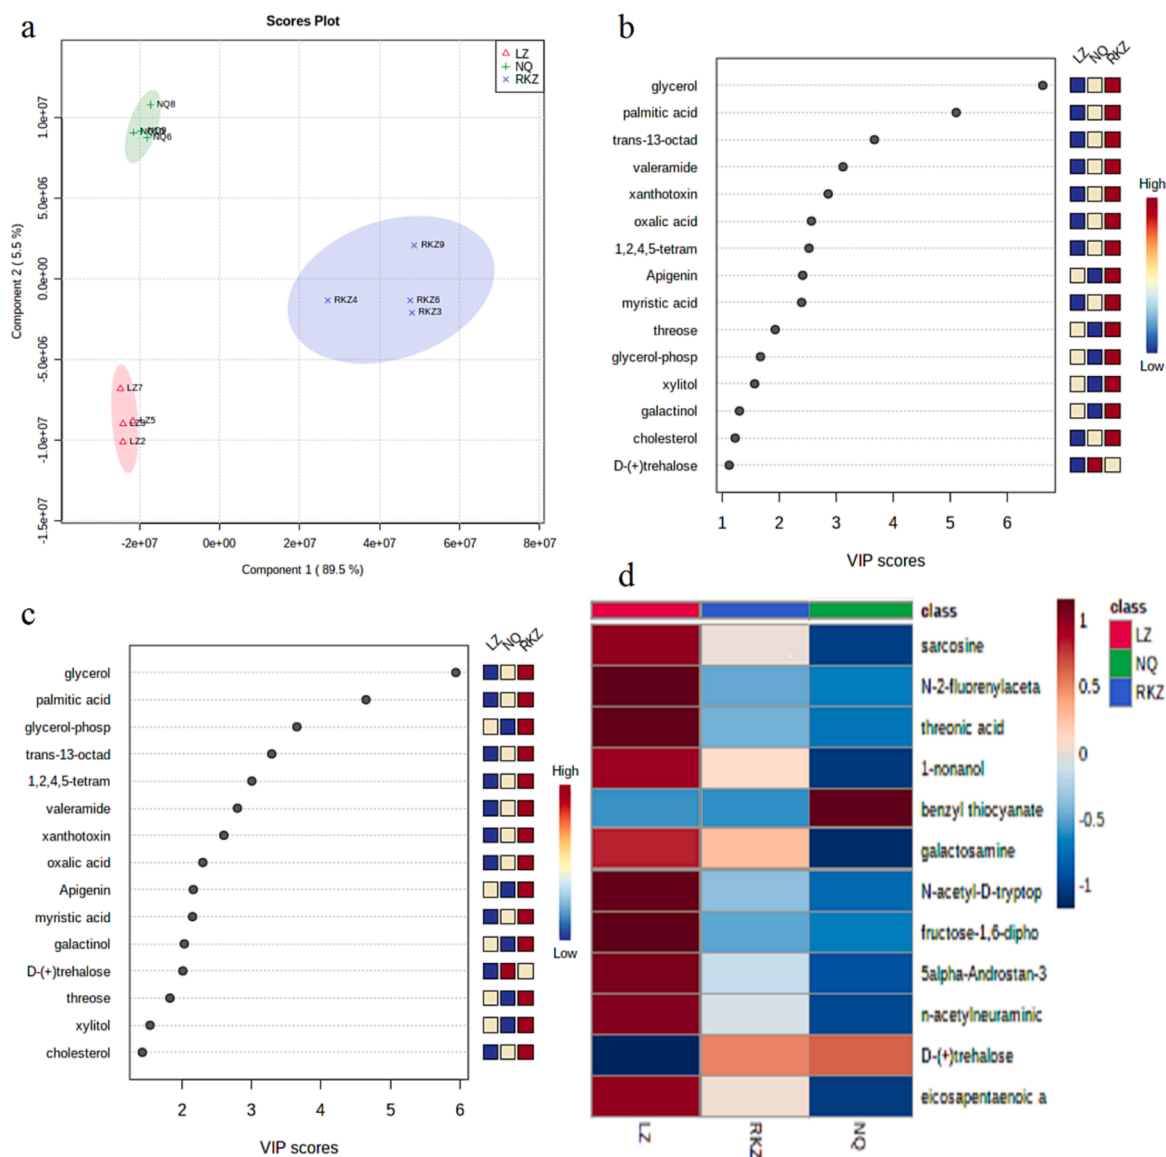 a
Scores Plot
LZ
NQ
RKZ
NQ8
NQ6
RKZ9
RKZ4
RKZ6
RKZ3
LZ7
LZ5
LZ2
Component 2 ( 5.5 %)
1.0e+07
5.0e+06
0.0e+00
-5.0e+06
-1.0e+07
-1.5e+07
-2e+07 0e+00 2e+07 4e+07 6e+07 8e+07
Component 1 ( 89.5 %)
b
LZ NQ RKZ
glycerol
palmitic acid
trans-13-octad
valeramide
xanthotoxin
oxalic acid
1,2,4,5-tetram
Apigenin
myristic acid
threose
glycerol-phosp
xylitol
galactinol
cholesterol
D-(+)trehalose
High
Low
1 2 3 4 5 6
VIP scores
c
LZ NQ RKZ
glycerol
palmitic acid
glycerol-phosp
trans-13-octad
1,2,4,5-tetram
valeramide
xanthotoxin
oxalic acid
Apigenin
myristic acid
galactinol
D-(+)trehalose
threose
xylitol
cholesterol
High
Low
2 3 4 5 6
VIP scores
d
class
sarcosine
N-2-fluorenylaceta
threonic acid
1-nonanol
benzyl thiocyanate
galactosamine
N-acetyl-D-tryptop
fructose-1,6-dipho
5alpha-Androstan-3
n-acetylneuraminic
D-(+)trehalose
eicosapentaenoic a
LZ RKZ NQ
1
0.5
0
-0.5
-1
class
LZ
NQ
RKZ